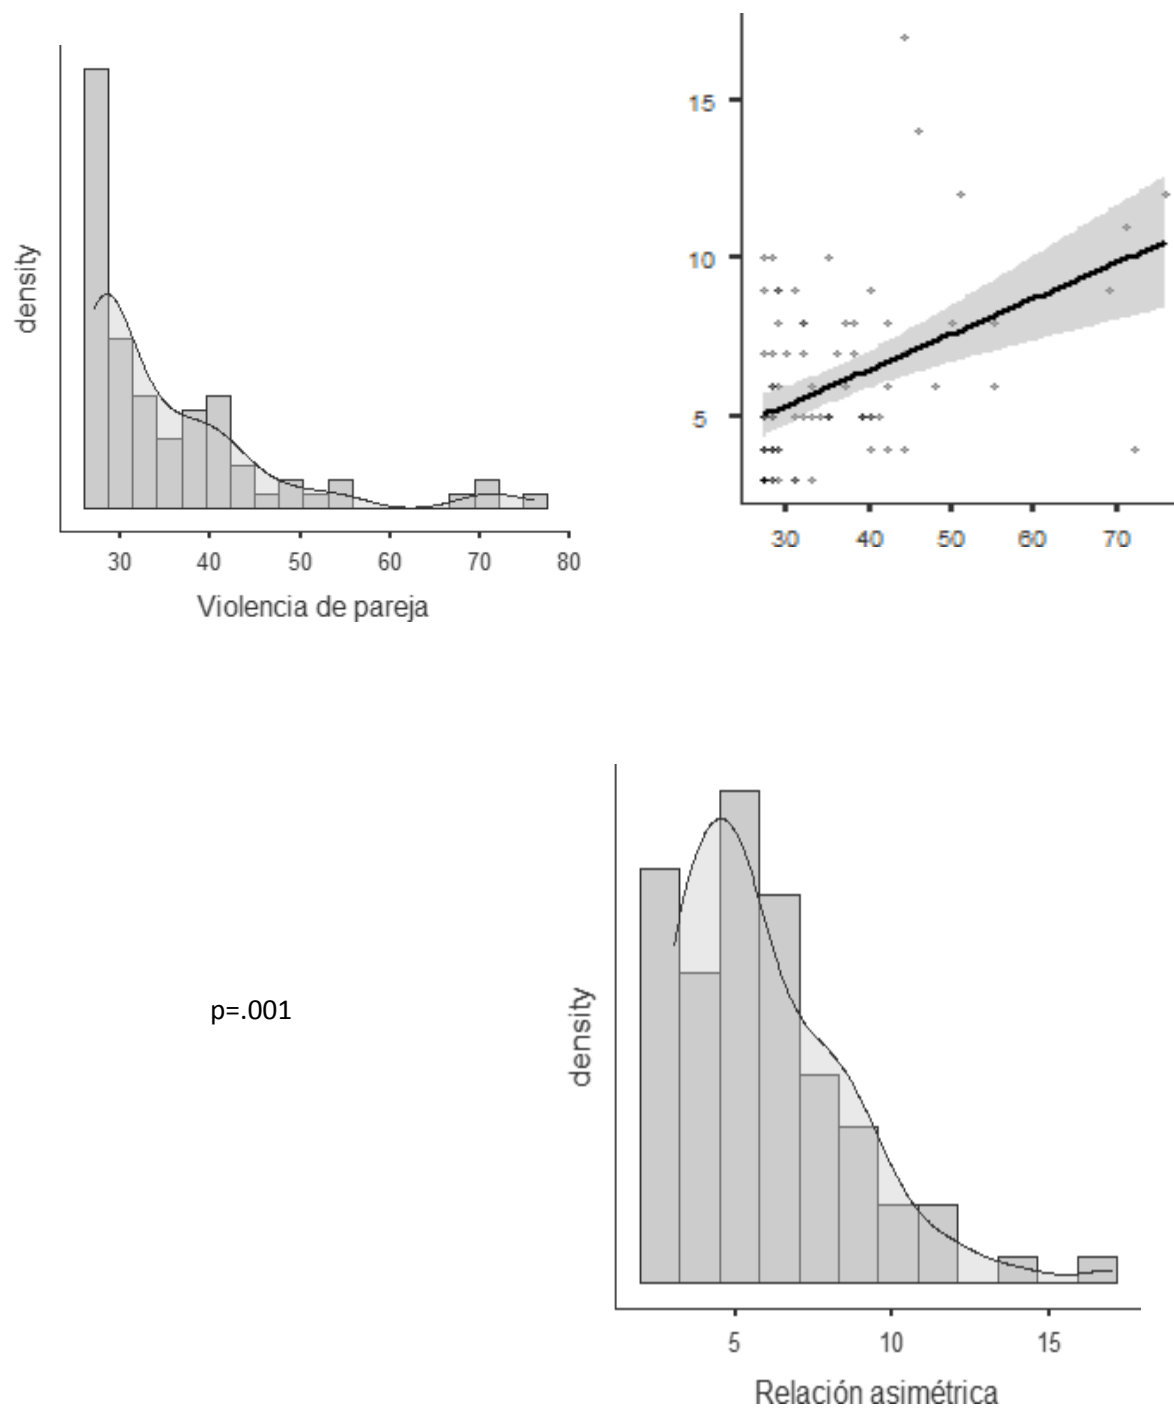 density
30 40 50 60 70 80
Violencia de pareja
15
10
5
30 40 50 60 70
p=.001
density
5 10 15
Relación asimétrica